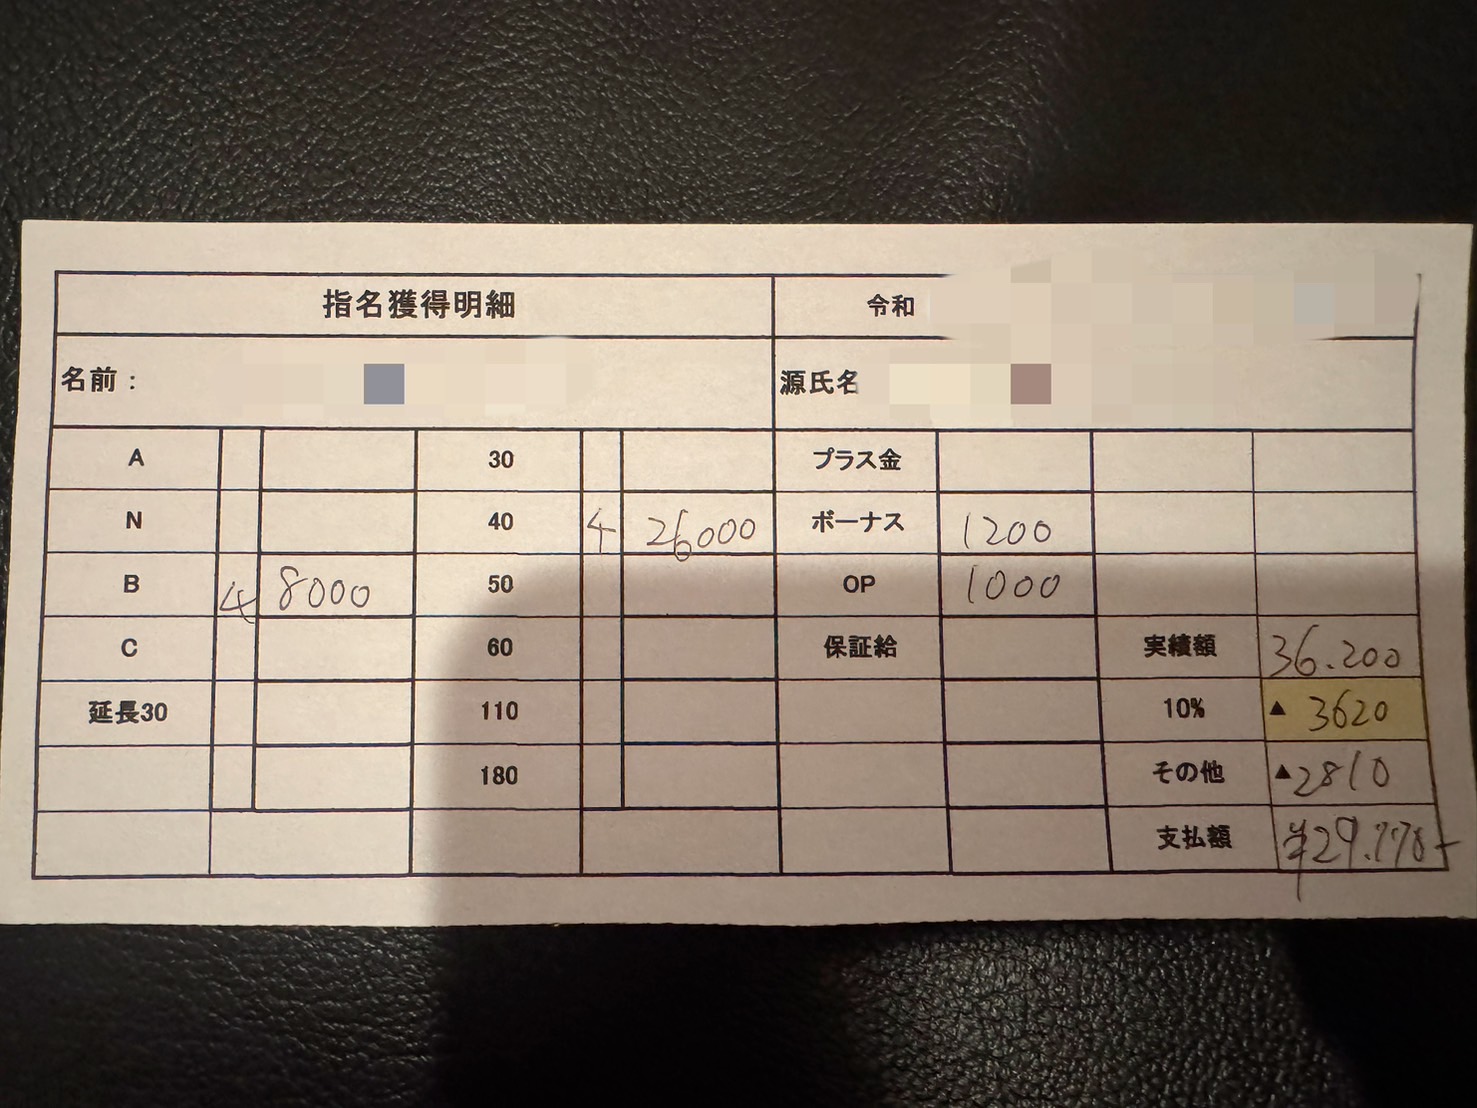 指名獲得明細 令和
名前： 源氏名
A 30 プラス金
N 40 4 26000 ボーナス 1200
B 4 8000 50 OP 1000
C 60 保証給 実績額 36.200
延長30 110 10% ▲ 3620
180 その他 ▲2810
支払額 ¥29.770-